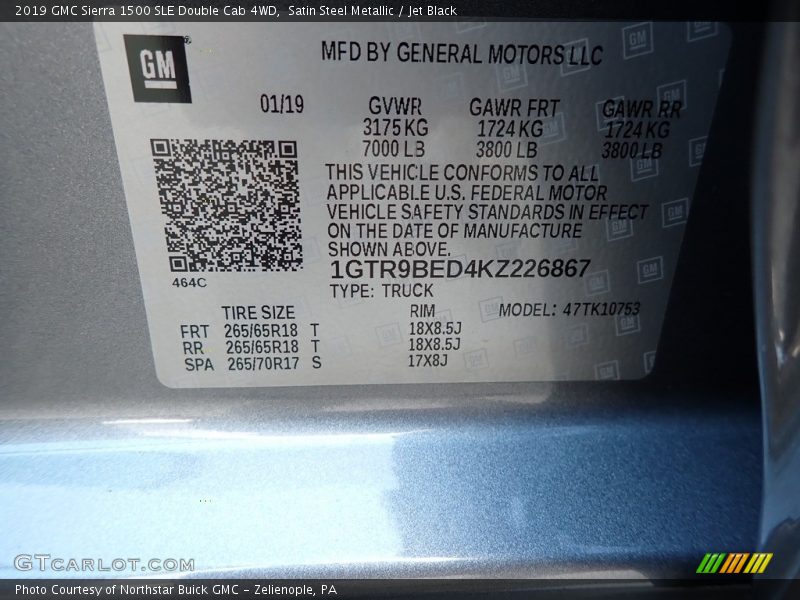 2019 GMC Sierra 1500 SLE Double Cab 4WD, Satin Steel Metallic / Jet Black
GM
MFD BY GENERAL MOTORS LLC
01/19 GVWR GAWR FRT GAWR RR
3175 KG 1724 KG 1724 KG
7000 LB 3800 LB 3800 LB
THIS VEHICLE CONFORMS TO ALL
APPLICABLE U.S. FEDERAL MOTOR
VEHICLE SAFETY STANDARDS IN EFFECT
ON THE DATE OF MANUFACTURE
SHOWN ABOVE.
464C
1GTR9BED4KZ226867
TYPE: TRUCK
TIRE SIZE RIM MODEL: 47TK10753
FRT 265/65R18 T 18X8.5J
RR 265/65R18 T 18X8.5J
SPA 265/70R17 S 17X8J
GTCARLOT.COM
Photo Courtesy of Northstar Buick GMC - Zelienople, PA